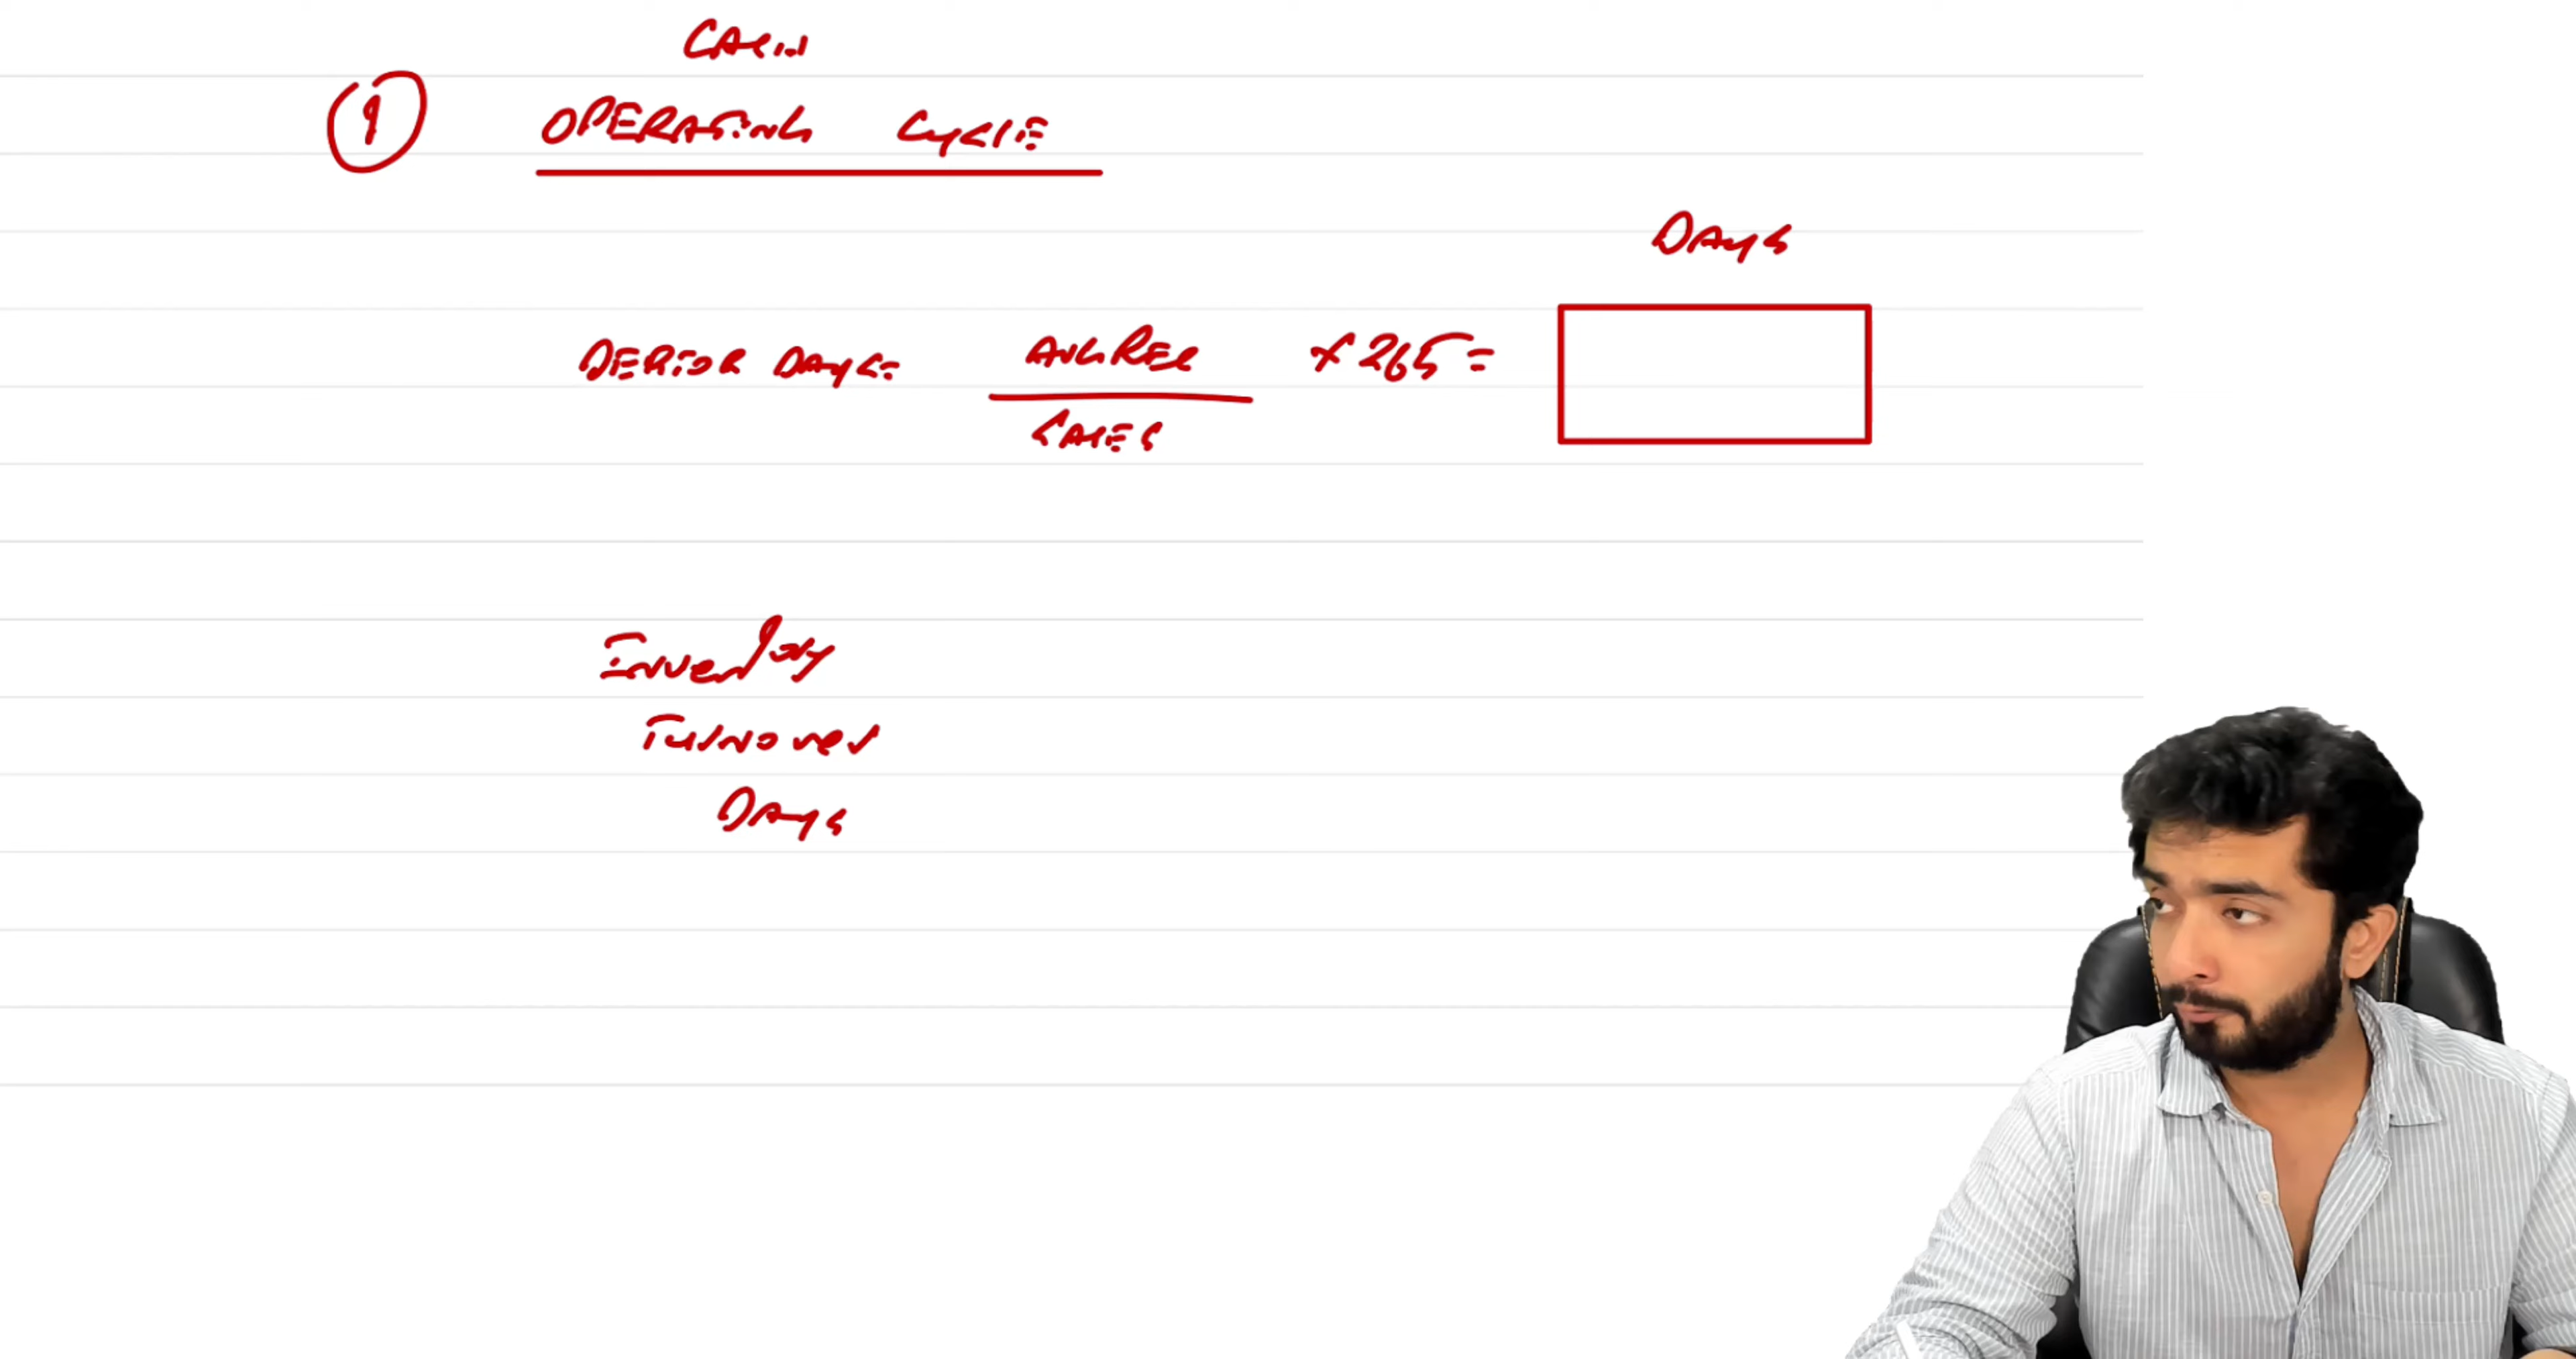 CASH
1 OPERATING CYCLE
DAYS
DEBTOR DAYS = AVG REC × 365 =
SALES
Inventory
Turnover
Days